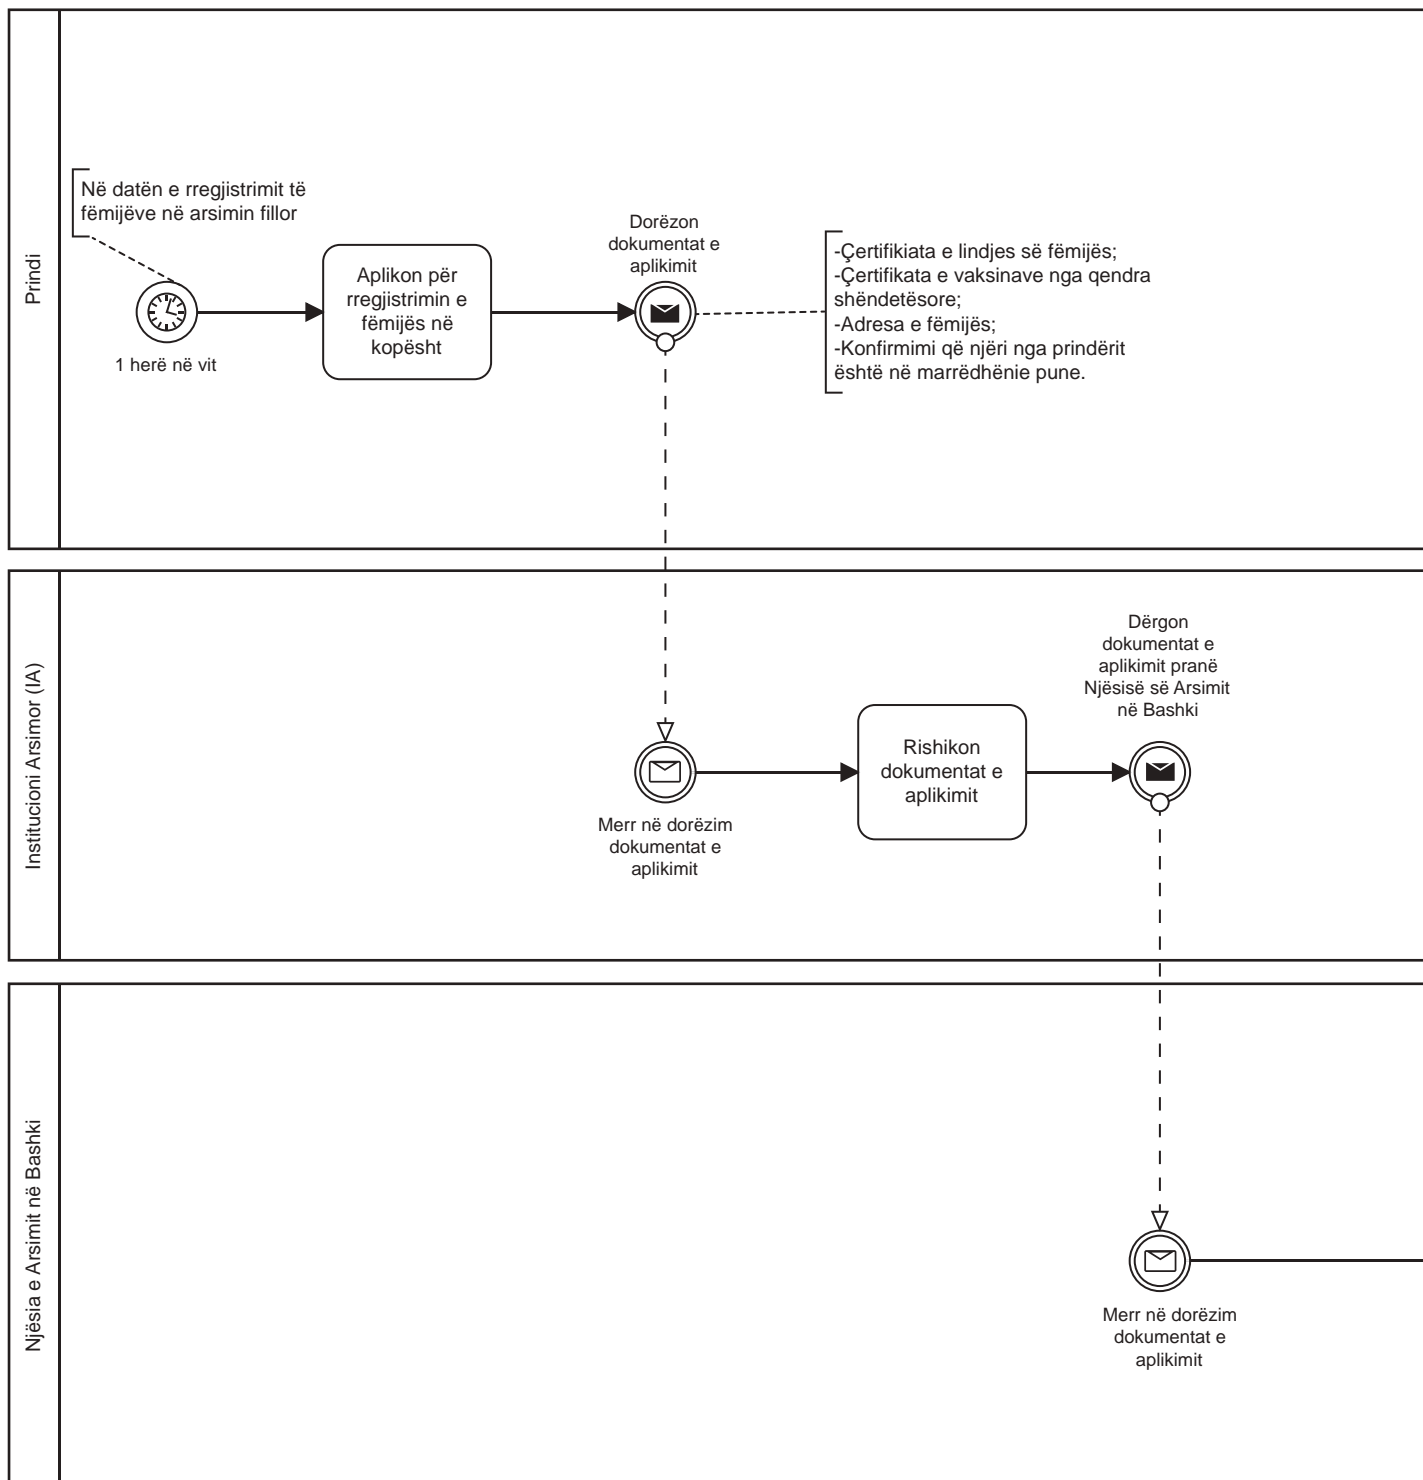 Prindi
Në datën e rregjistrimit të
fëmijëve në arsimin fillor
1 herë në vit
Aplikon për
rregjistrimin e
fëmijës në
kopësht
Dorëzon
dokumentat e
aplikimit
-Çertifikiata e lindjes së fëmijës;
-Çertifikata e vaksinave nga qendra
shëndetësore;
-Adresa e fëmijës;
-Konfirmimi që njëri nga prindërit
është në marrëdhënie pune.
Institucioni Arsimor (IA)
Merr në dorëzim
dokumentat e
aplikimit
Rishikon
dokumentat e
aplikimit
Dërgon
dokumentat e
aplikimit pranë
Njësisë së Arsimit
në Bashki
Njësia e Arsimit në Bashki
Merr në dorëzim
dokumentat e
aplikimit